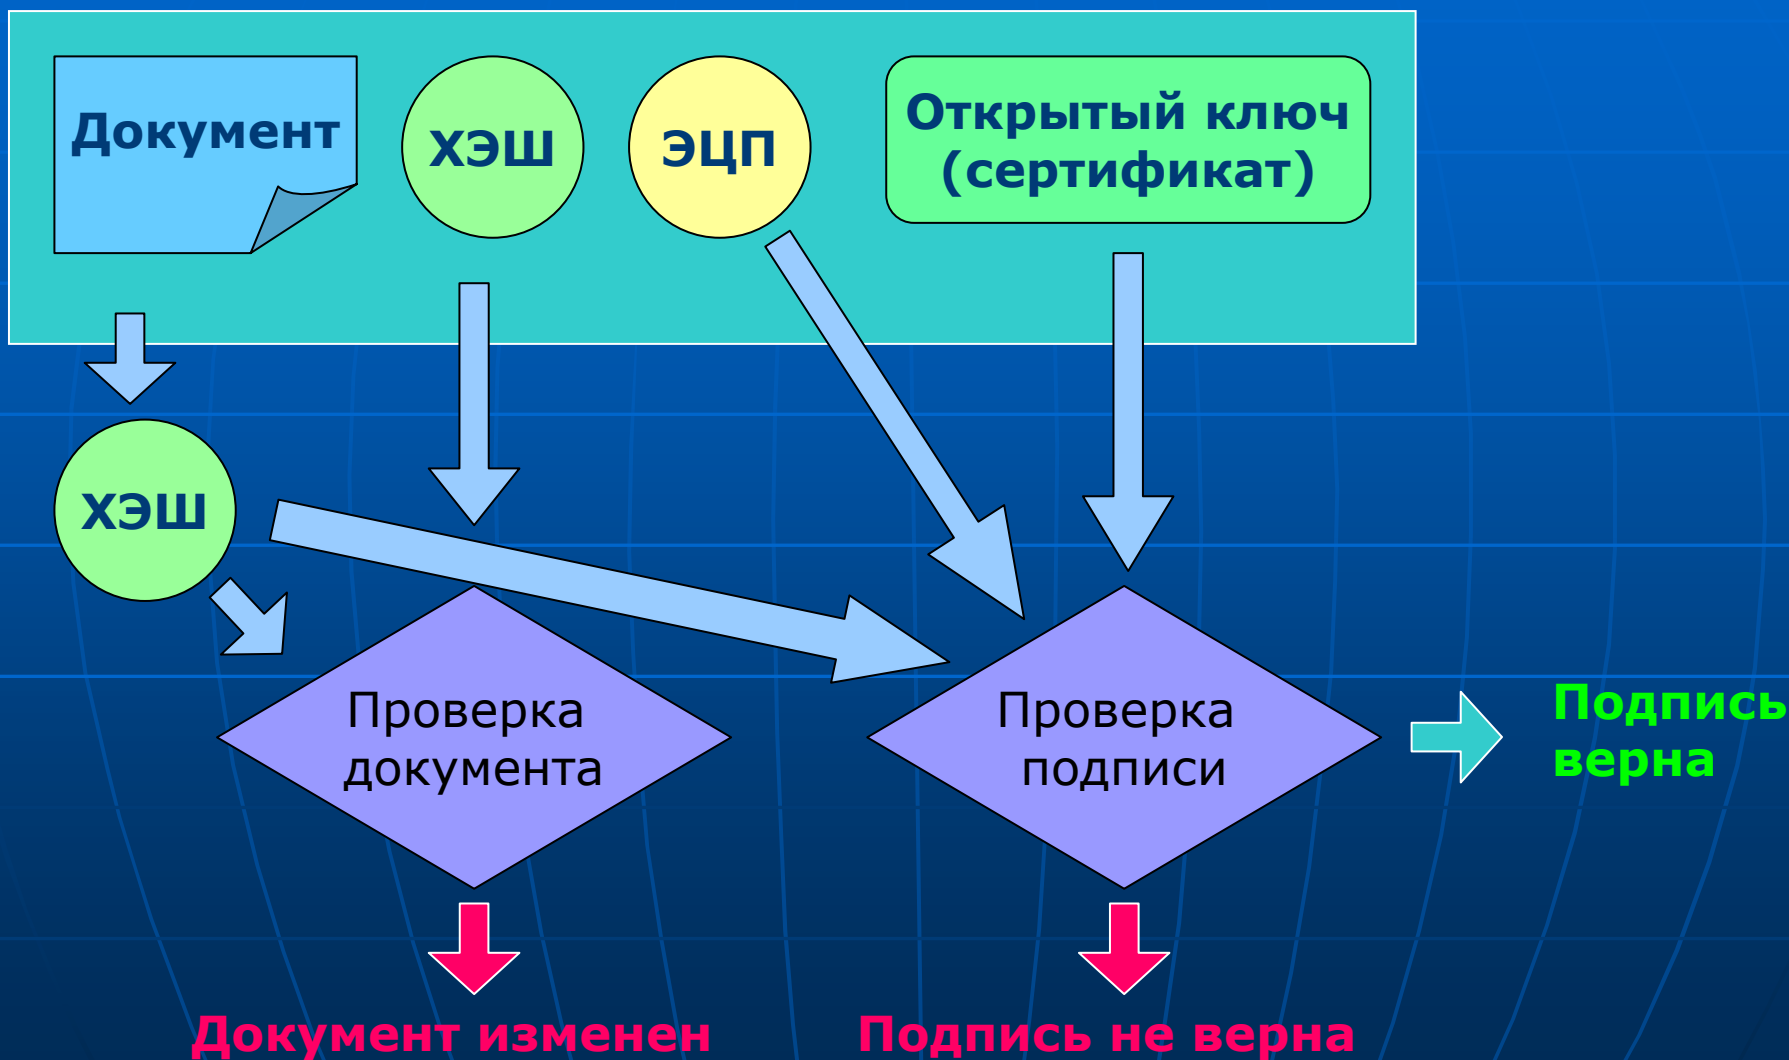 Документ
ХЭШ
ЭЦП
Открытый ключ
(сертификат)
ХЭШ
Проверка
документа
Проверка
подписи
Подпись
верна
Документ изменен
Подпись не верна